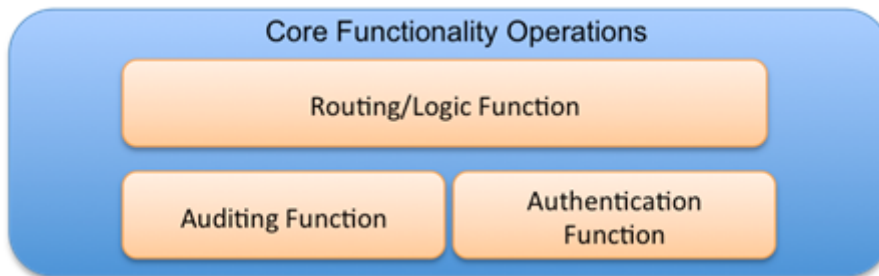 Core Functionality Operations
Routing/Logic Function
Auditing Function
Authentication
Function